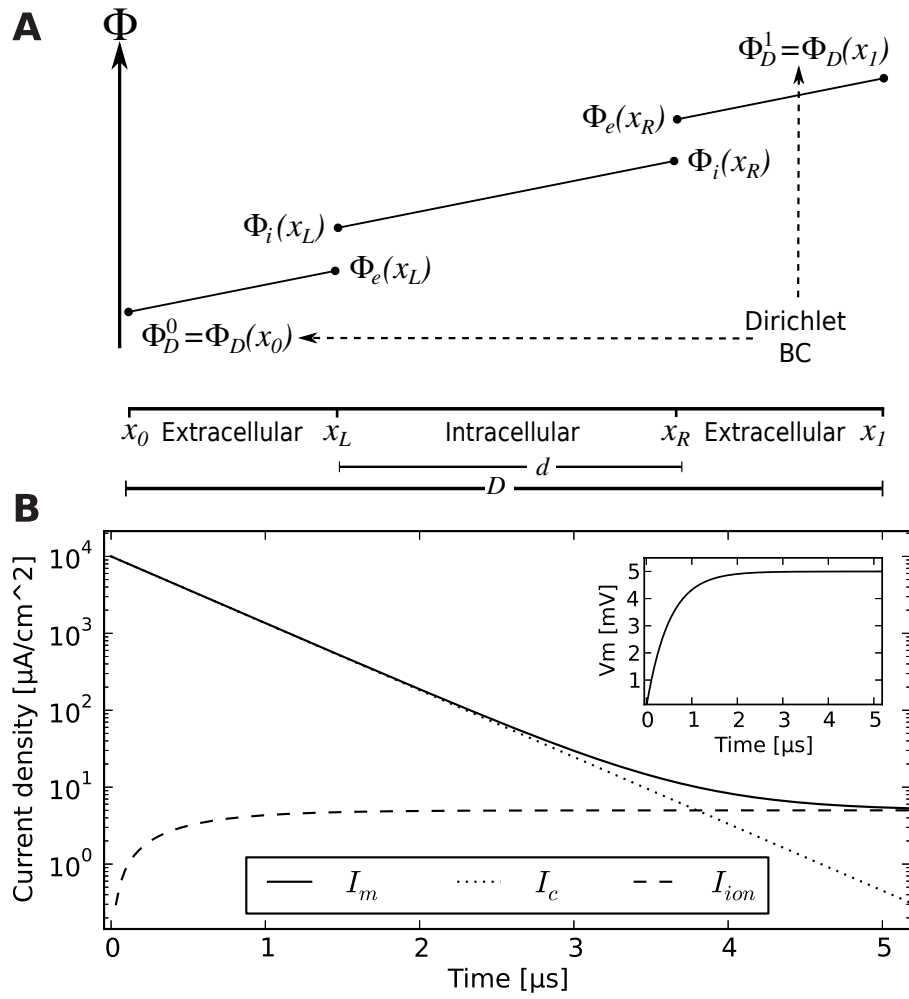 A
Φ
Φ_D^1=Φ_D(x_1)
Φ_e(x_R)
Φ_i(x_R)
Φ_i(x_L)
Φ_e(x_L)
Φ_D^0=Φ_D(x_0)
Dirichlet
BC
x_0 Extracellular x_L Intracellular x_R Extracellular x_1
d
D
B
Current density [µA/cm^2]
10^4
10^3
10^2
10^1
10^0
Vm [mV]
5
4
3
2
1
0 1 2 3 4 5
Time [µs]
I_m I_c I_ion
0 1 2 3 4 5
Time [µs]